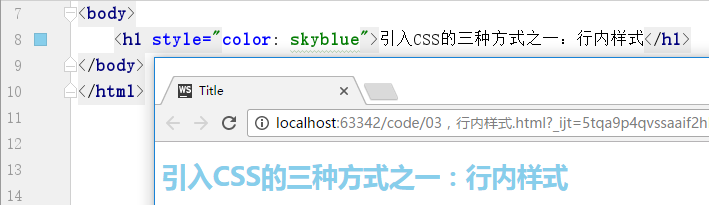 7 <body>
8 <h1 style="color: skyblue">引入CSS的三种方式之一：行内样式</h1>
9 </body>
10 </html>
11
12
13
14
WS Title
localhost:63342/code/03，行内样式.html?_ijt=5tqa9p4qvssaaif2h
引入CSS的三种方式之一：行内样式